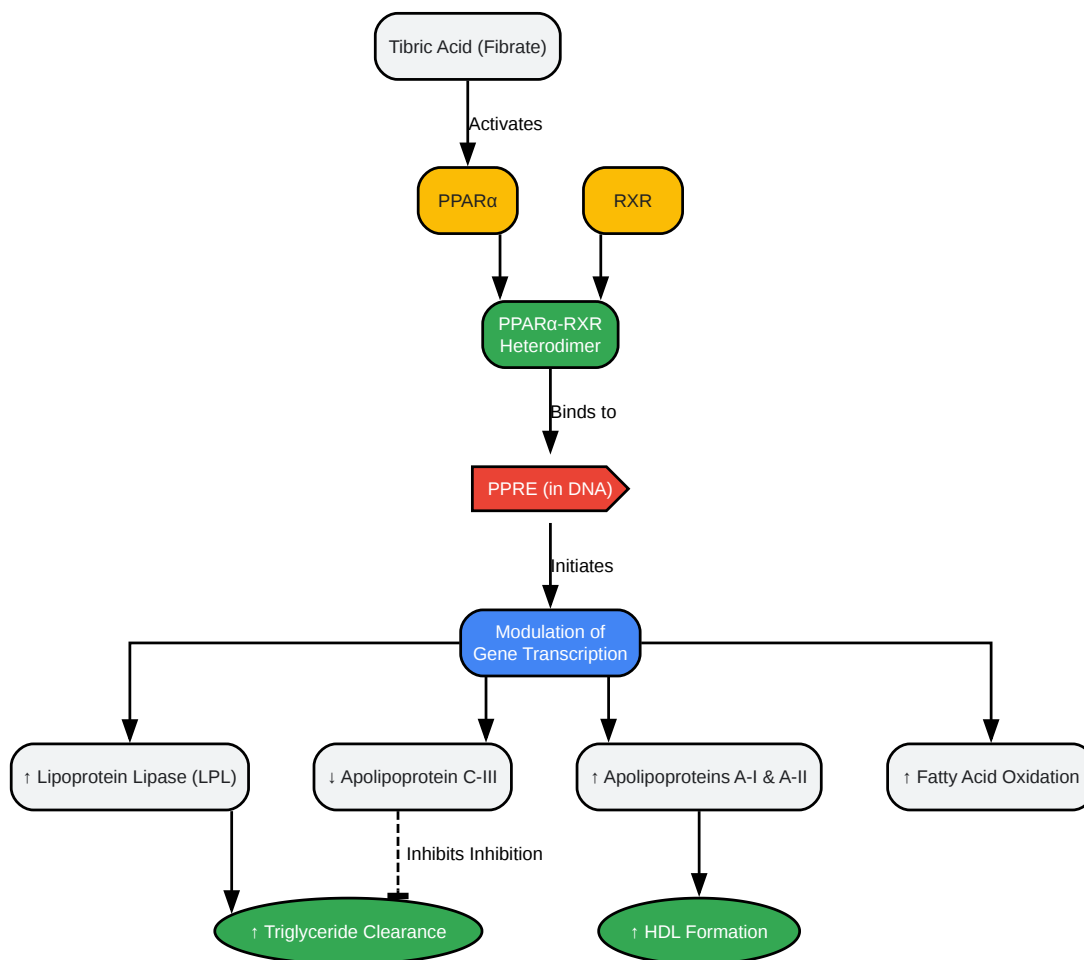 Tibric Acid (Fibrate)
Activates
PPARα
RXR
PPARα-RXR
Heterodimer
Binds to
PPRE (in DNA)
Initiates
Modulation of
Gene Transcription
↑ Lipoprotein Lipase (LPL)
↓ Apolipoprotein C-III
↑ Apolipoproteins A-I & A-II
↑ Fatty Acid Oxidation
Inhibits Inhibition
↑ Triglyceride Clearance
↑ HDL Formation